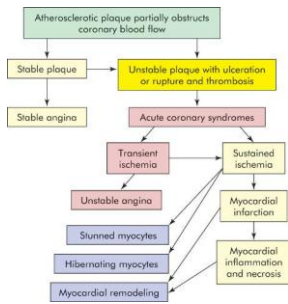 Atherosclerotic plaque partially obstructs
coronary blood flow
Stable plaque
Unstable plaque with ulceration
or rupture and thrombosis
Stable angina
Acute coronary syndromes
Transient
ischemia
Sustained
ischemia
Unstable angina
Myocardial
infarction
Stunned myocytes
Hibernating myocytes
Myocardial
inflammation
and necrosis
Myocardial remodeling